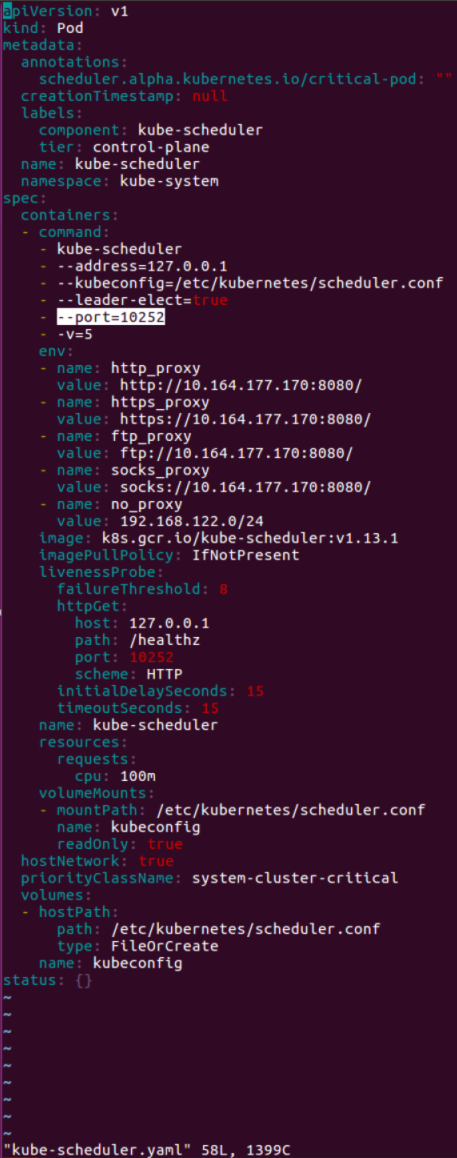 apiVersion: v1
kind: Pod
metadata:
  annotations:
    scheduler.alpha.kubernetes.io/critical-pod: ""
  creationTimestamp: null
  labels:
    component: kube-scheduler
    tier: control-plane
  name: kube-scheduler
  namespace: kube-system
spec:
  containers:
  - command:
    - kube-scheduler
    - --address=127.0.0.1
    - --kubeconfig=/etc/kubernetes/scheduler.conf
    - --leader-elect=true
    - --port=10252
    - -v=5
    env:
    - name: http_proxy
      value: http://10.164.177.170:8080/
    - name: https_proxy
      value: https://10.164.177.170:8080/
    - name: ftp_proxy
      value: ftp://10.164.177.170:8080/
    - name: socks_proxy
      value: socks://10.164.177.170:8080/
    - name: no_proxy
      value: 192.168.122.0/24
    image: k8s.gcr.io/kube-scheduler:v1.13.1
    imagePullPolicy: IfNotPresent
    livenessProbe:
      failureThreshold: 8
      httpGet:
        host: 127.0.0.1
        path: /healthz
        port: 10252
        scheme: HTTP
      initialDelaySeconds: 15
      timeoutSeconds: 15
    name: kube-scheduler
    resources:
      requests:
        cpu: 100m
    volumeMounts:
    - mountPath: /etc/kubernetes/scheduler.conf
      name: kubeconfig
      readOnly: true
  hostNetwork: true
  priorityClassName: system-cluster-critical
  volumes:
  - hostPath:
      path: /etc/kubernetes/scheduler.conf
      type: FileOrCreate
    name: kubeconfig
status: {}
~
~
~
~
~
~
~
~
~
"kube-scheduler.yaml" 58L, 1399C